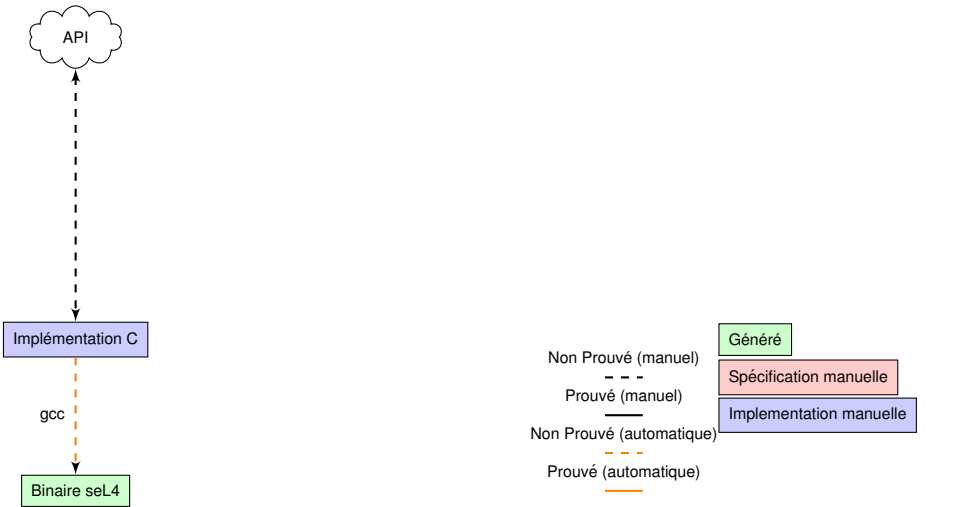 API
Implémentation C
gcc
Binaire seL4
Non Prouvé (manuel)
Prouvé (manuel)
Non Prouvé (automatique)
Prouvé (automatique)
Généré
Spécification manuelle
Implementation manuelle